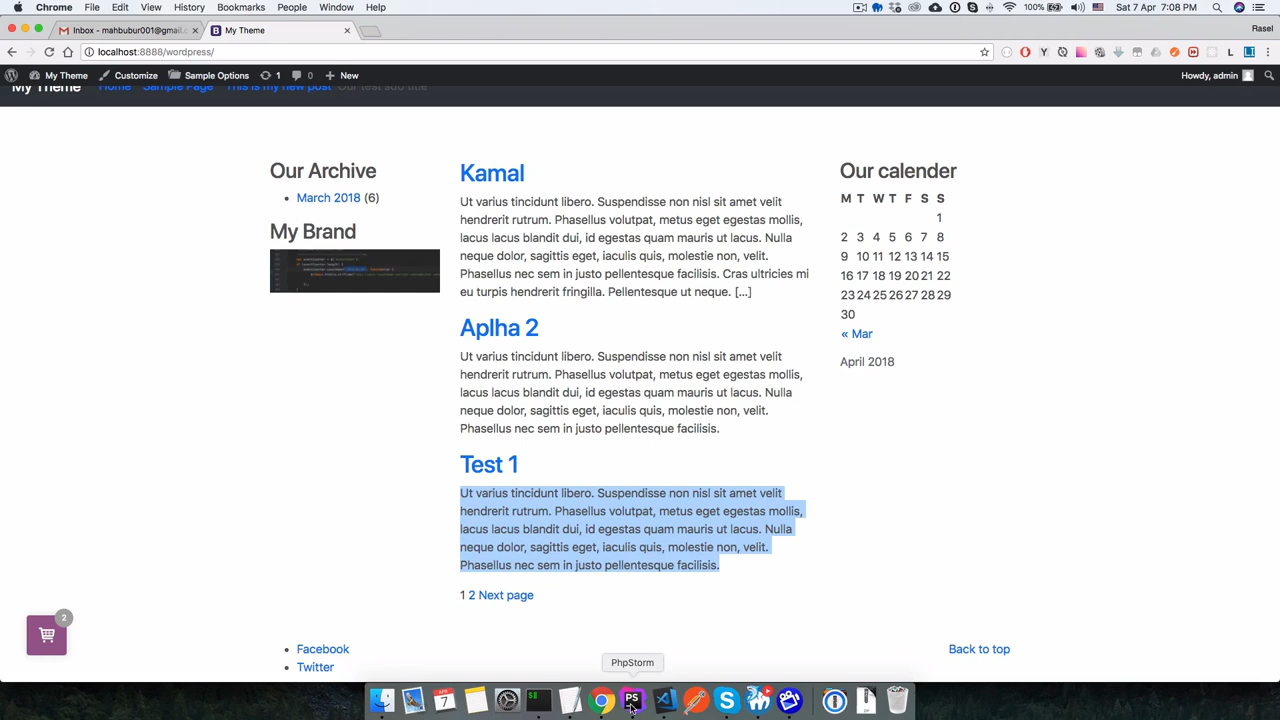 Chrome File Edit View History Bookmarks People Window Help 100% Sat 7 Apr 7:08 PM
Inbox - mahbubur001@gmail.c My Theme Rasel
localhost:8888/wordpress/
My Theme Customize Sample Options 1 0 New Howdy, admin
My Theme Home Sample Page This is my new post Our test sub title
Our Archive
March 2018 (6)
My Brand
Kamal
Ut varius tincidunt libero. Suspendisse non nisl sit amet velit
hendrerit rutrum. Phasellus volutpat, metus eget egestas mollis,
lacus lacus blandit dui, id egestas quam mauris ut lacus. Nulla
neque dolor, sagittis eget, iaculis quis, molestie non, velit.
Phasellus nec sem in justo pellentesque facilisis. Cras ultricies mi
eu turpis hendrerit fringilla. Pellentesque ut neque. [...]
Aplha 2
Ut varius tincidunt libero. Suspendisse non nisl sit amet velit
hendrerit rutrum. Phasellus volutpat, metus eget egestas mollis,
lacus lacus blandit dui, id egestas quam mauris ut lacus. Nulla
neque dolor, sagittis eget, iaculis quis, molestie non, velit.
Phasellus nec sem in justo pellentesque facilisis.
Test 1
Ut varius tincidunt libero. Suspendisse non nisl sit amet velit
hendrerit rutrum. Phasellus volutpat, metus eget egestas mollis,
lacus lacus blandit dui, id egestas quam mauris ut lacus. Nulla
neque dolor, sagittis eget, iaculis quis, molestie non, velit.
Phasellus nec sem in justo pellentesque facilisis.
1 2 Next page
Our calender
M T W T F S S
1
2 3 4 5 6 7 8
9 10 11 12 13 14 15
16 17 18 19 20 21 22
23 24 25 26 27 28 29
30
« Mar
April 2018
2
Facebook
Twitter
Back to top
PhpStorm
PS